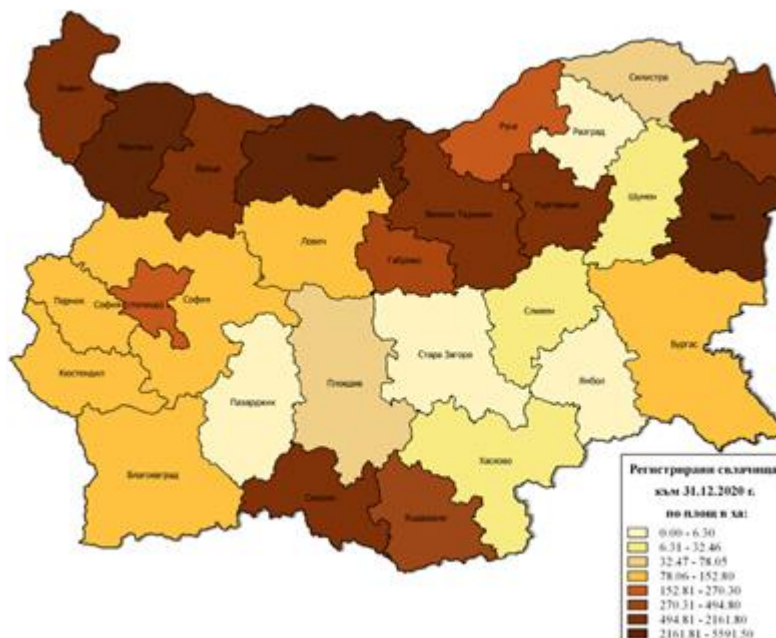 Видин
Монтана
Враца
Плевен
Велико Търново
Русе
Разград
Силистра
Добрич
Търговище
Шумен
Варна
Ловеч
Габрово
Перник
София (столица)
София
Кюстендил
Благоевград
Пазарджик
Пловдив
Стара Загора
Сливен
Ямбол
Бургас
Хасково
Смолян
Кърджали
Регистрирани свлачища
към 31.12.2020 г.
по площ в ха:
0.00 - 6.30
6.31 - 32.46
32.47 - 78.05
78.06 - 152.80
152.81 - 270.30
270.31 - 494.80
494.81 - 2161.80
2161.81 - 5591.50